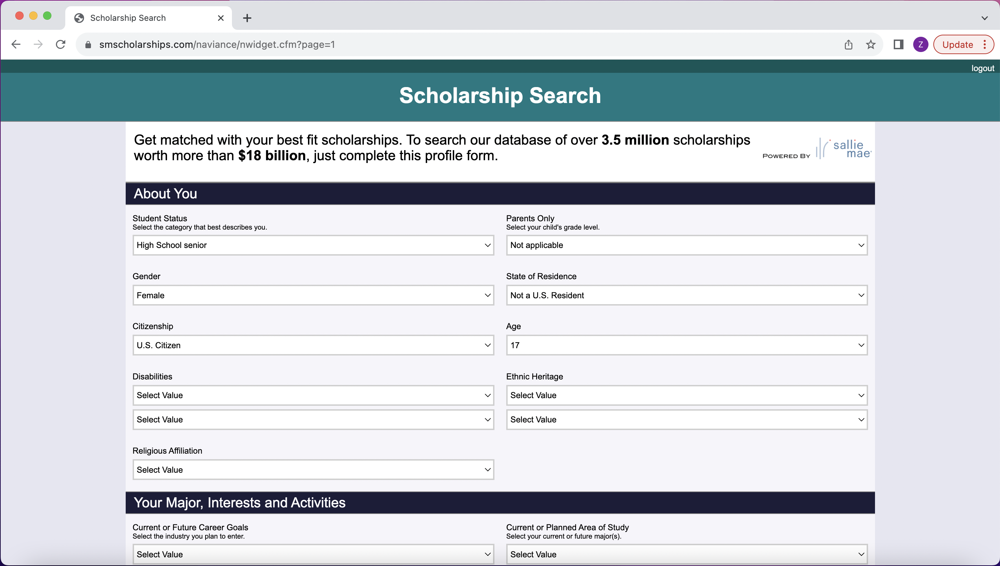 Scholarship Search
smscholarships.com/naviance/nwidget.cfm?page=1
Z
Update
logout
Scholarship Search
Get matched with your best fit scholarships. To search our database of over 3.5 million scholarships
worth more than $18 billion, just complete this profile form.
POWERED BY
sallie
mae
About You
Student Status
Select the category that best describes you.
High School senior
Parents Only
Select your child's grade level.
Not applicable
Gender
Female
State of Residence
Not a U.S. Resident
Citizenship
U.S. Citizen
Age
17
Disabilities
Select Value
Select Value
Ethnic Heritage
Select Value
Select Value
Religious Affiliation
Select Value
Your Major, Interests and Activities
Current or Future Career Goals
Select the industry you plan to enter.
Select Value
Current or Planned Area of Study
Select your current or future major(s).
Select Value